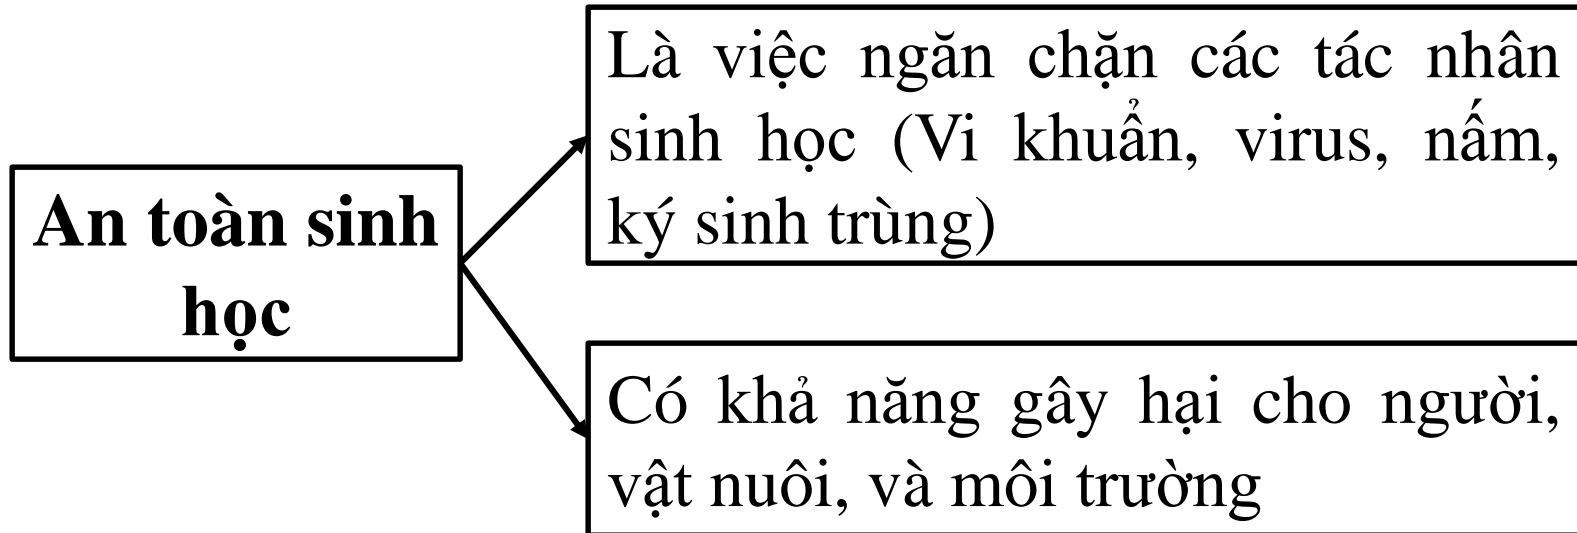 An toàn sinh
học
Là việc ngăn chặn các tác nhân
sinh học (Vi khuẩn, virus, nấm,
ký sinh trùng)
Có khả năng gây hại cho người,
vật nuôi, và môi trường